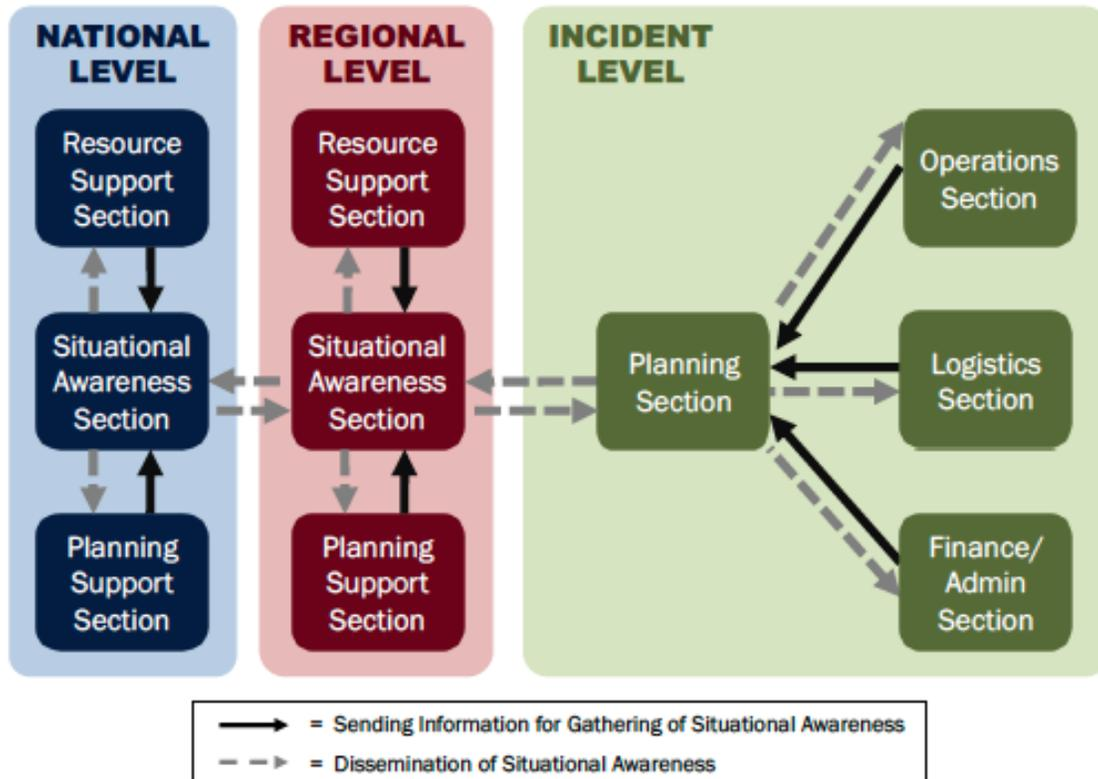 NATIONAL
LEVEL
Resource
Support
Section
Situational
Awareness
Section
Planning
Support
Section
REGIONAL
LEVEL
Resource
Support
Section
Situational
Awareness
Section
Planning
Support
Section
INCIDENT
LEVEL
Planning
Section
Operations
Section
Logistics
Section
Finance/
Admin
Section
= Sending Information for Gathering of Situational Awareness
= Dissemination of Situational Awareness